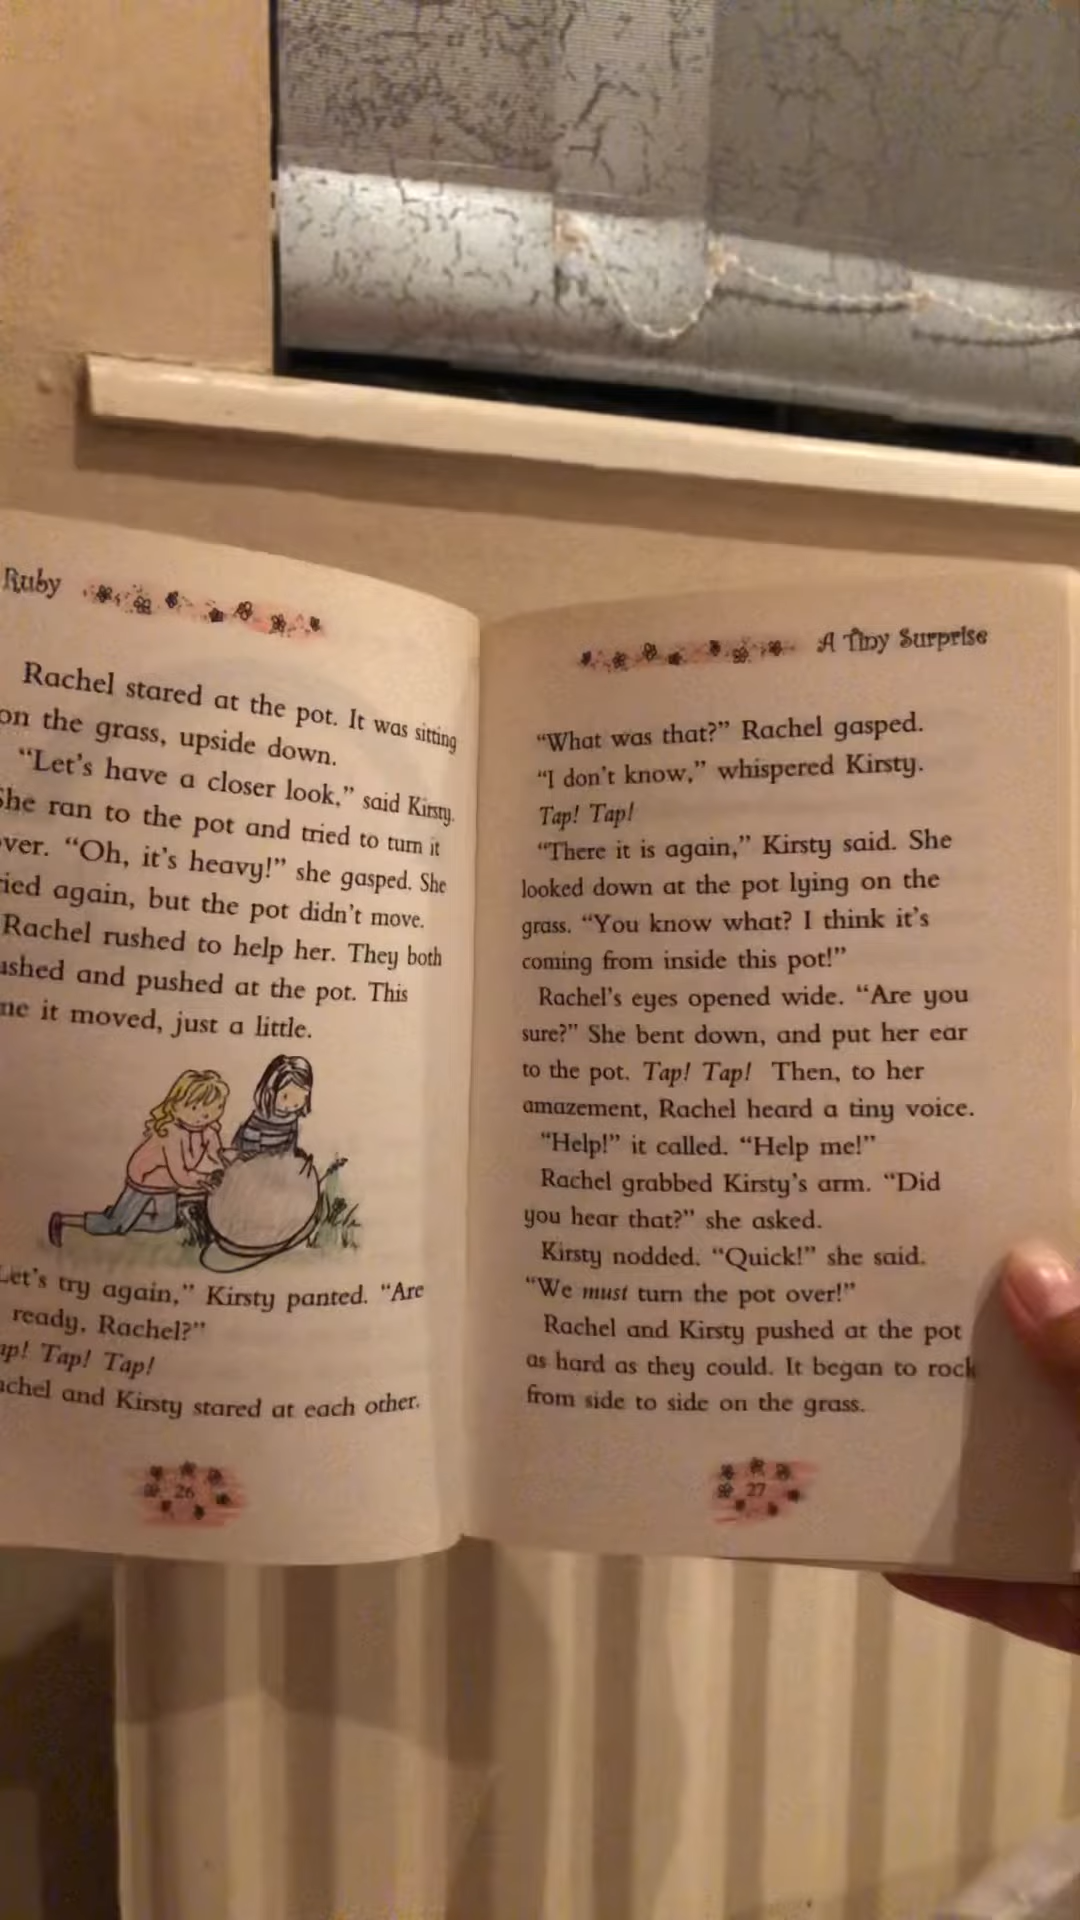 Ruby
Rachel stared at the pot. It was sitting
on the grass, upside down.
"Let's have a closer look," said Kirsty.
She ran to the pot and tried to turn it
ver. "Oh, it's heavy!" she gasped. She
ried again, but the pot didn't move.
Rachel rushed to help her. They both
ushed and pushed at the pot. This
me it moved, just a little.
Let's try again," Kirsty panted. "Are
ready, Rachel?"
ap! Tap! Tap!
achel and Kirsty stared at each other.
26
A Tiny Surprise
"What was that?" Rachel gasped.
"I don't know," whispered Kirsty.
Tap! Tap!
"There it is again," Kirsty said. She
looked down at the pot lying on the
grass. "You know what? I think it's
coming from inside this pot!"
Rachel's eyes opened wide. "Are you
sure?" She bent down, and put her ear
to the pot. Tap! Tap! Then, to her
amazement, Rachel heard a tiny voice.
"Help!" it called. "Help me!"
Rachel grabbed Kirsty's arm. "Did
you hear that?" she asked.
Kirsty nodded. "Quick!" she said.
"We must turn the pot over!"
Rachel and Kirsty pushed at the pot
as hard as they could. It began to rock
from side to side on the grass.
27